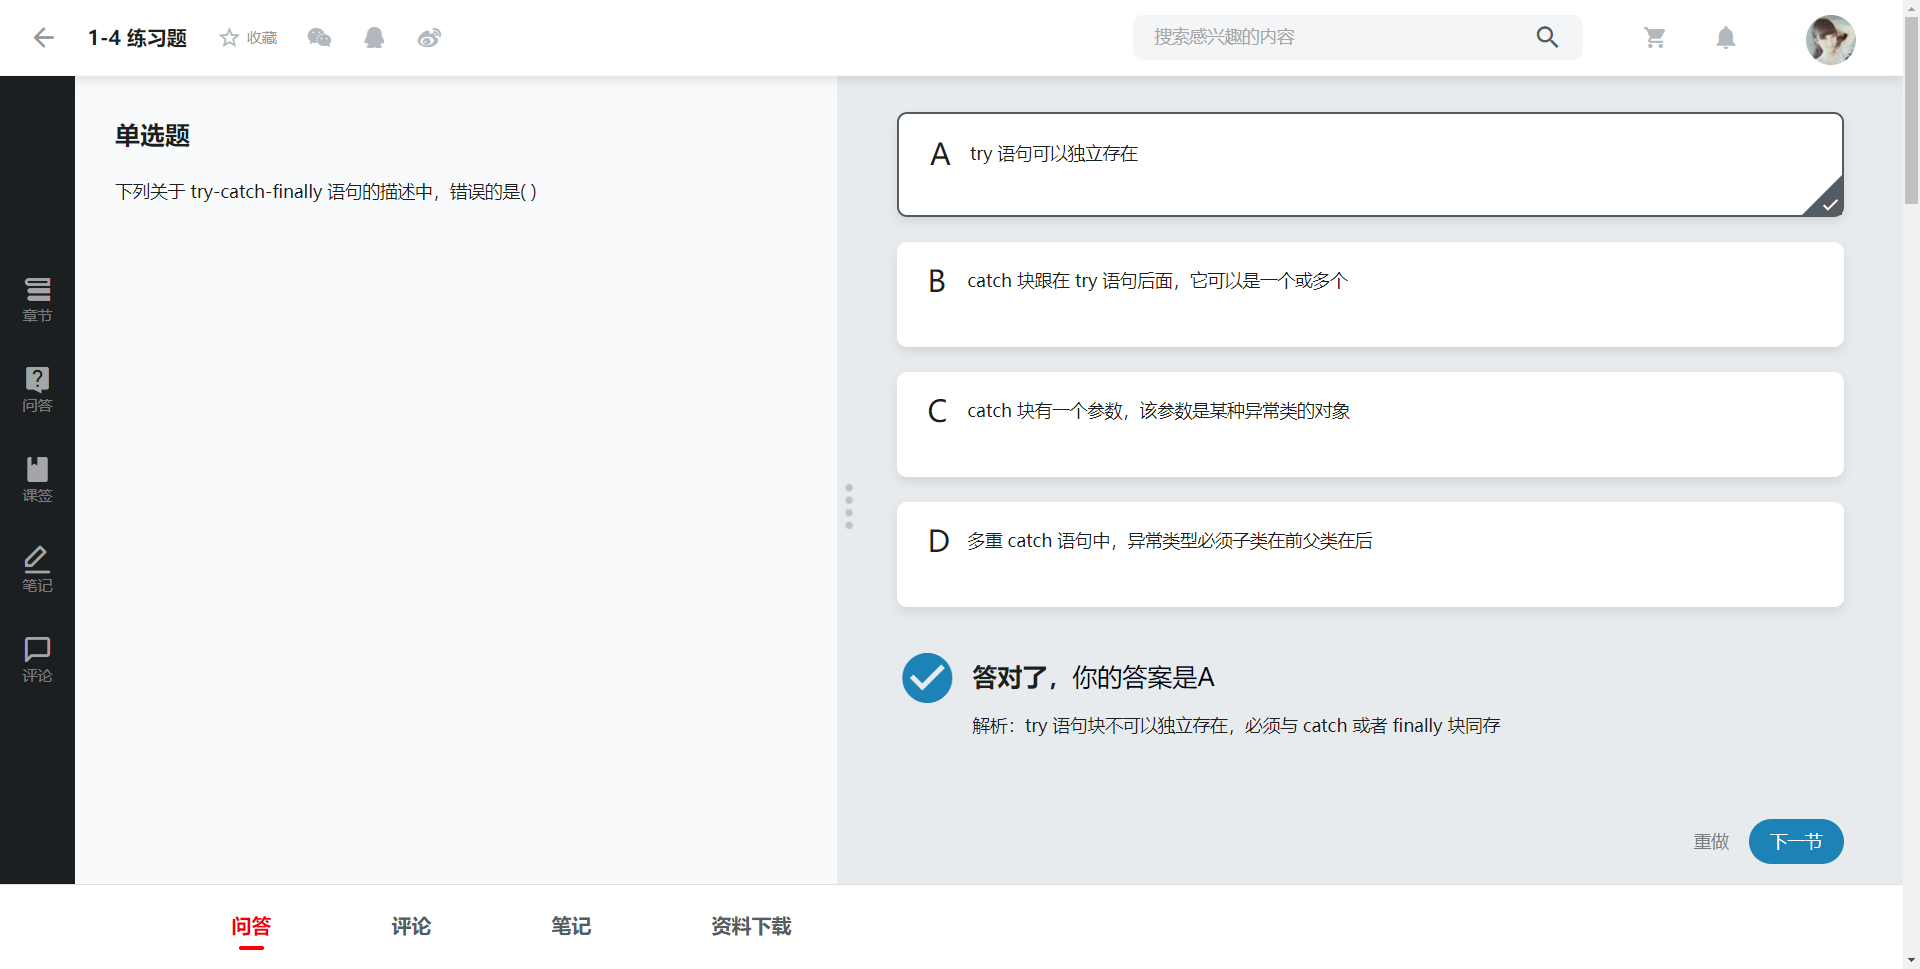 1-4 练习题
收藏
搜索感兴趣的内容
章节
问答
课签
笔记
评论
单选题
下列关于 try-catch-finally 语句的描述中，错误的是( )
A try 语句可以独立存在
B catch 块跟在 try 语句后面，它可以是一个或多个
C catch 块有一个参数，该参数是某种异常类的对象
D 多重 catch 语句中，异常类型必须子类在前父类在后
答对了，你的答案是A
解析：try 语句块不可以独立存在，必须与 catch 或者 finally 块同存
重做
下一节
问答
评论
笔记
资料下载